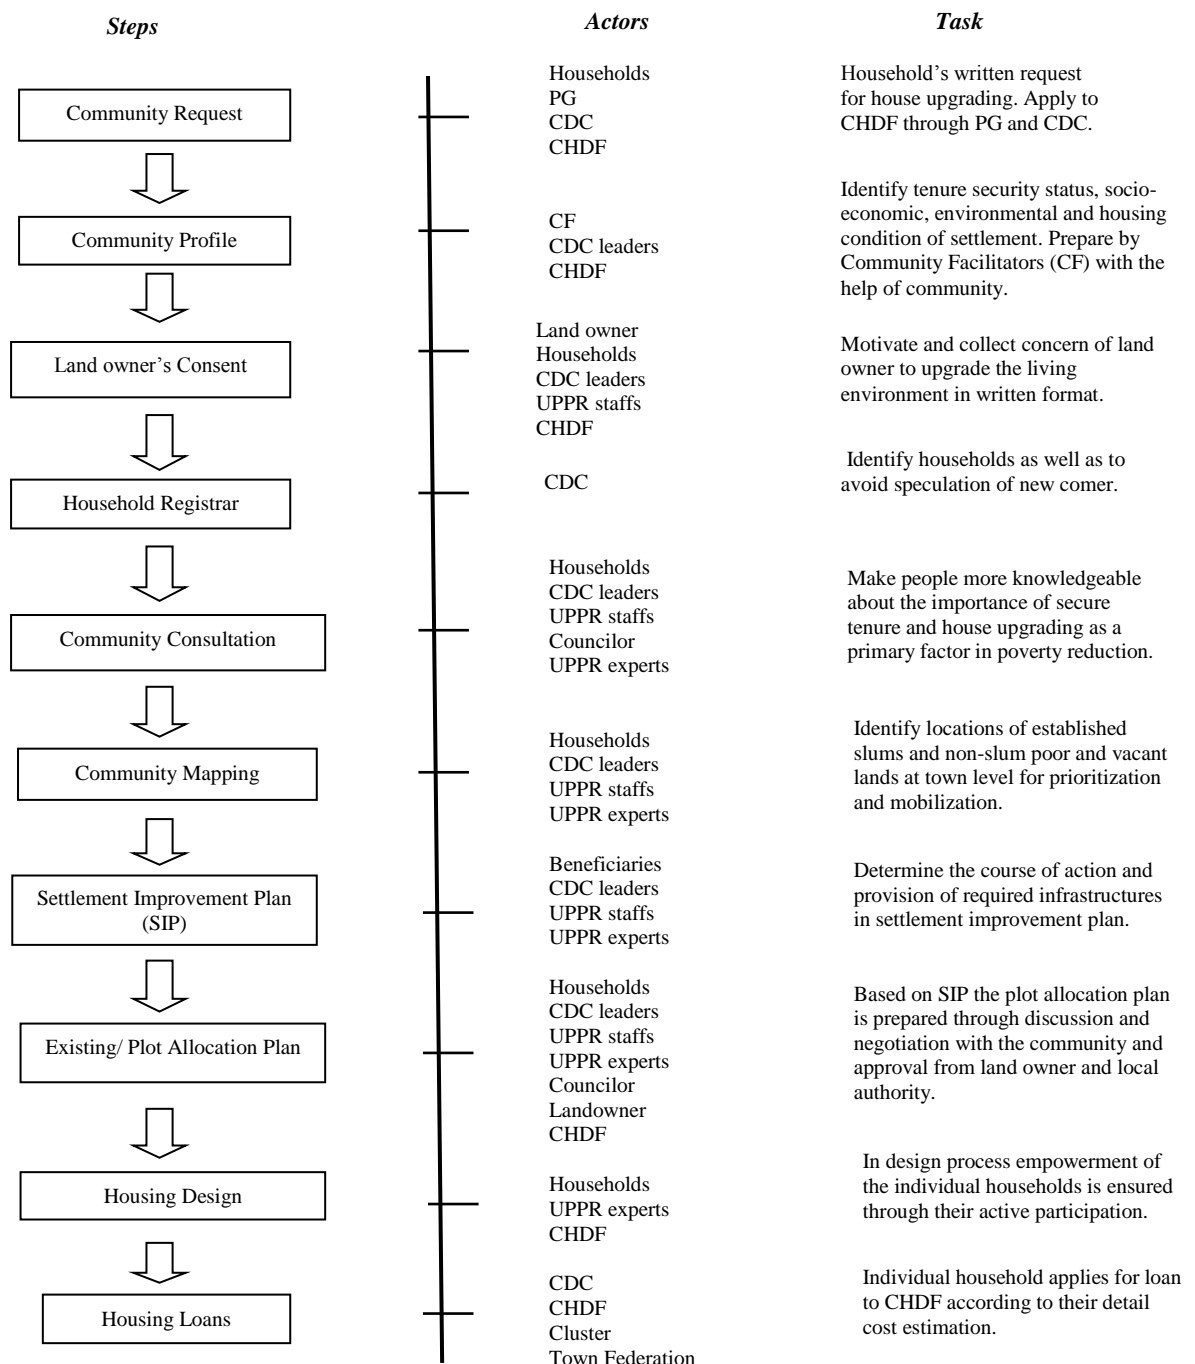 Steps
Actors
Task
Community Request
Households
PG
CDC
CHDF
Household’s written request
for house upgrading. Apply to
CHDF through PG and CDC.
Community Profile
CF
CDC leaders
CHDF
Identify tenure security status, socio-
economic, environmental and housing
condition of settlement. Prepare by
Community Facilitators (CF) with the
help of community.
Land owner’s Consent
Land owner
Households
CDC leaders
UPPR staffs
CHDF
Motivate and collect concern of land
owner to upgrade the living
environment in written format.
Household Registrar
CDC
Identify households as well as to
avoid speculation of new comer.
Community Consultation
Households
CDC leaders
UPPR staffs
Councilor
UPPR experts
Make people more knowledgeable
about the importance of secure
tenure and house upgrading as a
primary factor in poverty reduction.
Community Mapping
Households
CDC leaders
UPPR staffs
UPPR experts
Identify locations of established
slums and non-slum poor and vacant
lands at town level for prioritization
and mobilization.
Settlement Improvement Plan
(SIP)
Beneficiaries
CDC leaders
UPPR staffs
UPPR experts
Determine the course of action and
provision of required infrastructures
in settlement improvement plan.
Existing/ Plot Allocation Plan
Households
CDC leaders
UPPR staffs
UPPR experts
Councilor
Landowner
CHDF
Based on SIP the plot allocation plan
is prepared through discussion and
negotiation with the community and
approval from land owner and local
authority.
Housing Design
Households
UPPR experts
CHDF
In design process empowerment of
the individual households is ensured
through their active participation.
Housing Loans
CDC
CHDF
Cluster
Town Federation
Individual household applies for loan
to CHDF according to their detail
cost estimation.